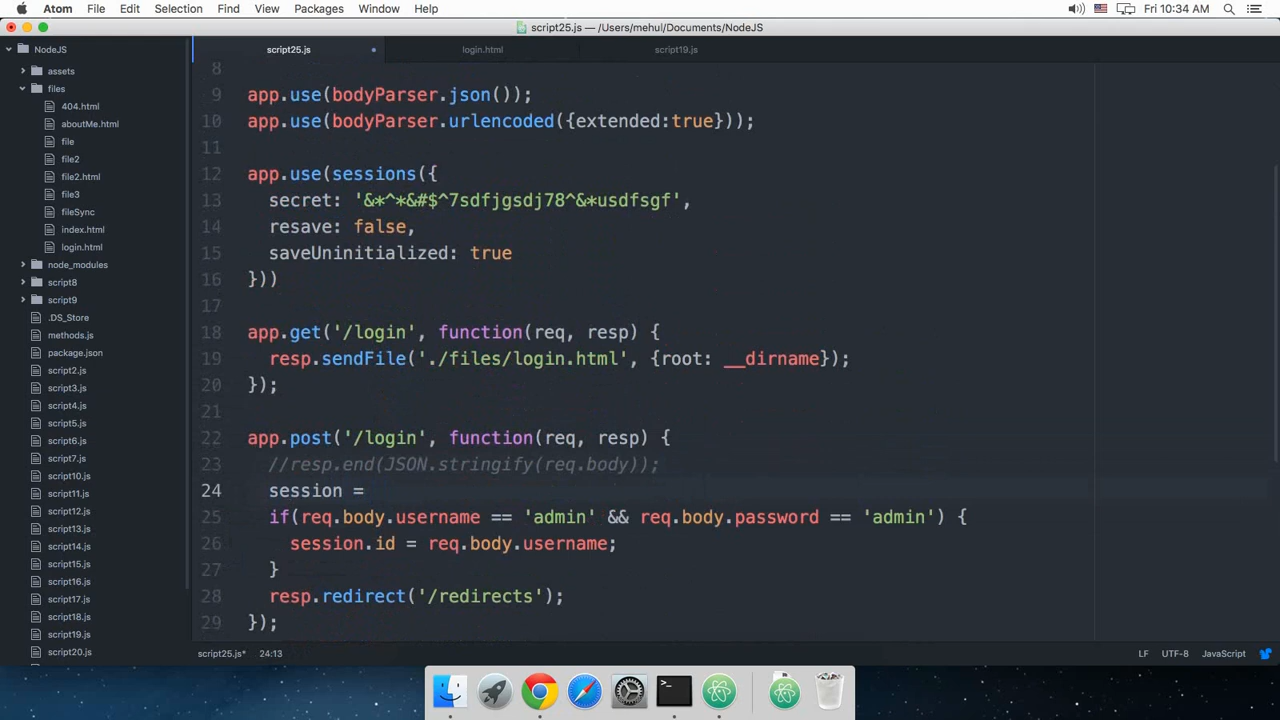 Atom File Edit Selection Find View Packages Window Help Fri 10:34 AM
script25.js — /Users/mehul/Documents/NodeJS
NodeJS
assets
files
404.html
aboutMe.html
file
file2
file2.html
file3
fileSync
index.html
login.html
node_modules
script8
script9
.DS_Store
methods.js
package.json
script2.js
script3.js
script4.js
script5.js
script6.js
script7.js
script10.js
script11.js
script12.js
script13.js
script14.js
script15.js
script16.js
script17.js
script18.js
script19.js
script20.js
script25.js login.html script19.js
8
9 app.use(bodyParser.json());
10 app.use(bodyParser.urlencoded({extended:true}));
11
12 app.use(sessions({
13 secret: '&*^*&#$^7sdfjgsdj78^&*usdfsgf',
14 resave: false,
15 saveUninitialized: true
16 }))
17
18 app.get('/login', function(req, resp) {
19 resp.sendFile('./files/login.html', {root: __dirname});
20 });
21
22 app.post('/login', function(req, resp) {
23 //resp.end(JSON.stringify(req.body));
24 session =
25 if(req.body.username == 'admin' && req.body.password == 'admin') {
26 session.id = req.body.username;
27 }
28 resp.redirect('/redirects');
29 });
script25.js* 24:13 LF UTF-8 JavaScript